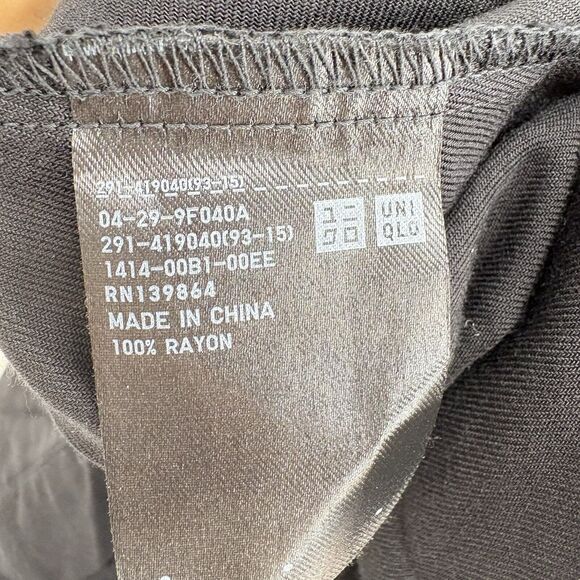 291-419040(93-15)
04-29-9F040A
291-419040(93-15)
1414-00B1-00EE
RN139864
MADE IN CHINA
100% RAYON
ユニ
クロ
UNI
QLO